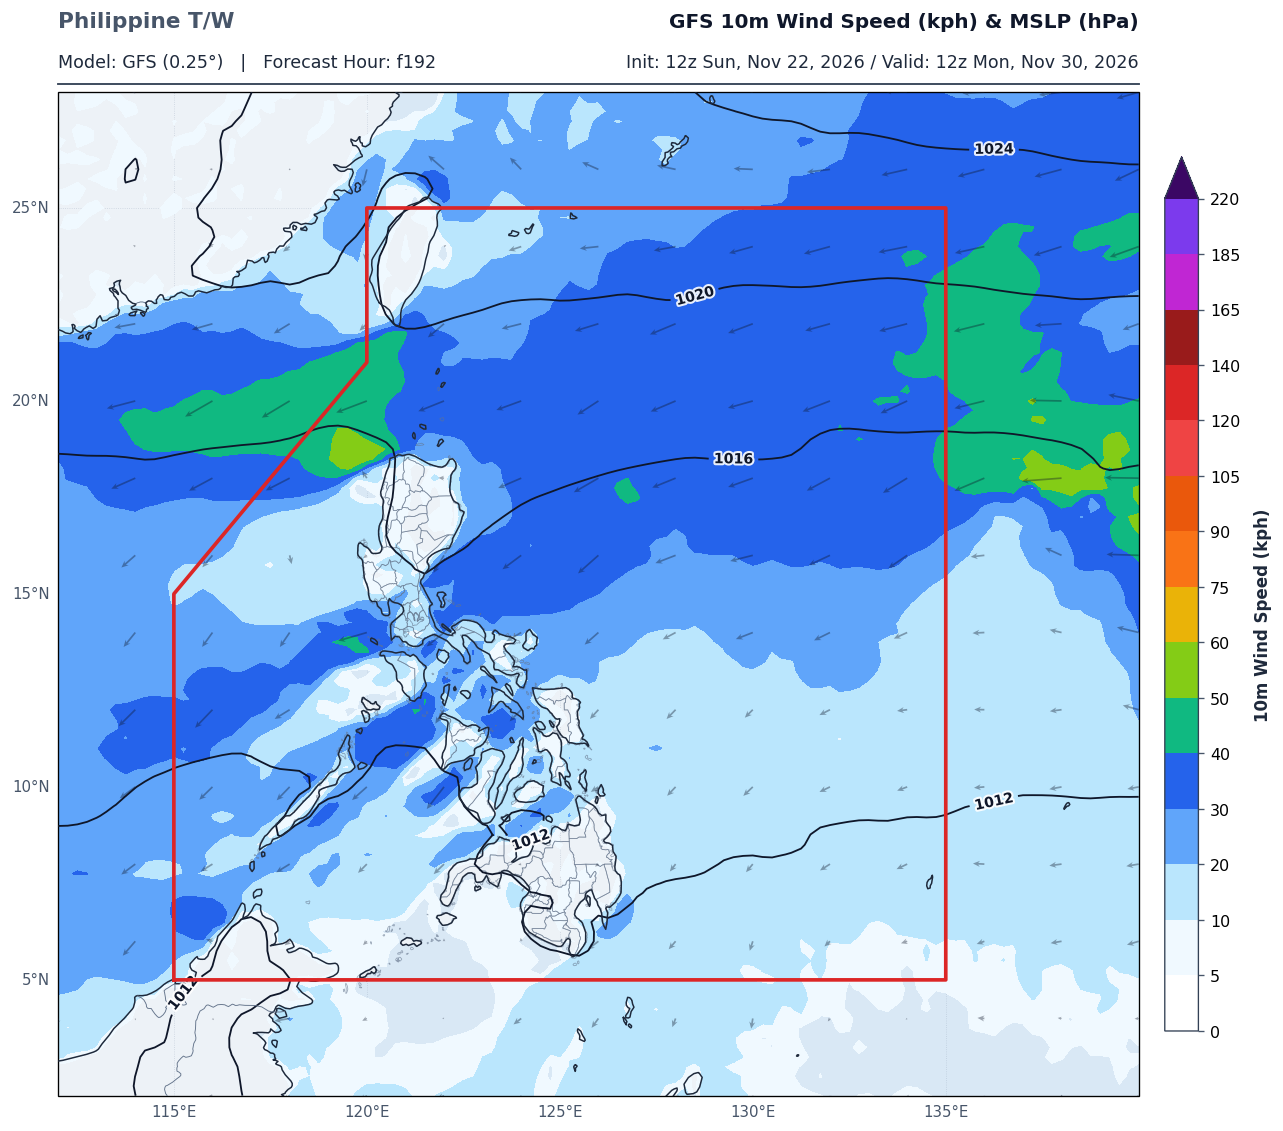 Philippine T/W
GFS 10m Wind Speed (kph) & MSLP (hPa)
Model: GFS (0.25°) | Forecast Hour: f192
Init: 12z Sun, Nov 22, 2026 / Valid: 12z Mon, Nov 30, 2026
1024
1020
1016
1012
1012
1012
25°N
20°N
15°N
10°N
5°N
115°E
120°E
125°E
130°E
135°E
220
185
165
140
120
105
90
75
60
50
40
30
20
10
5
0
10m Wind Speed (kph)